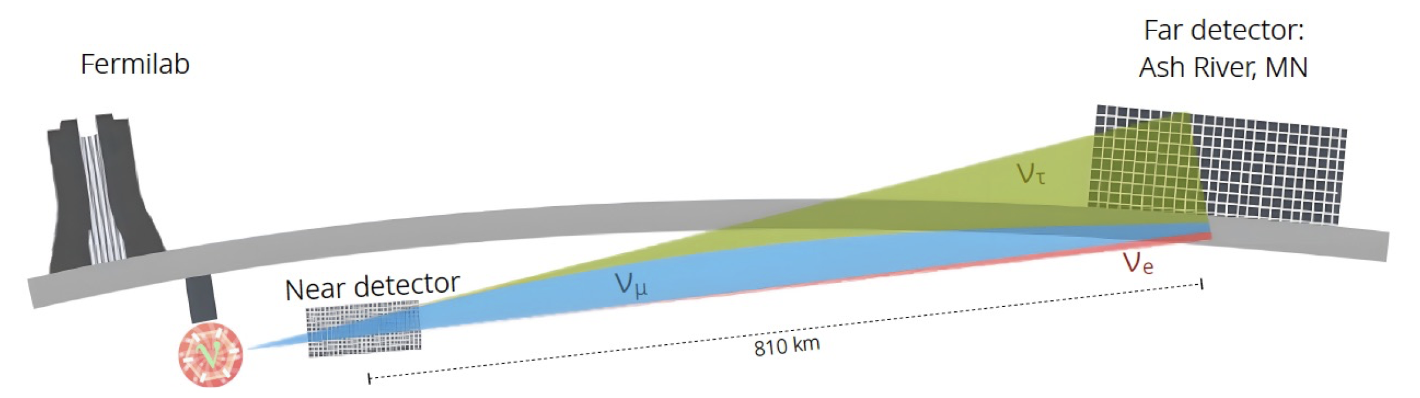 Fermilab
Far detector:
Ash River, MN
ν
Near detector
ντ
νμ
νe
810 km